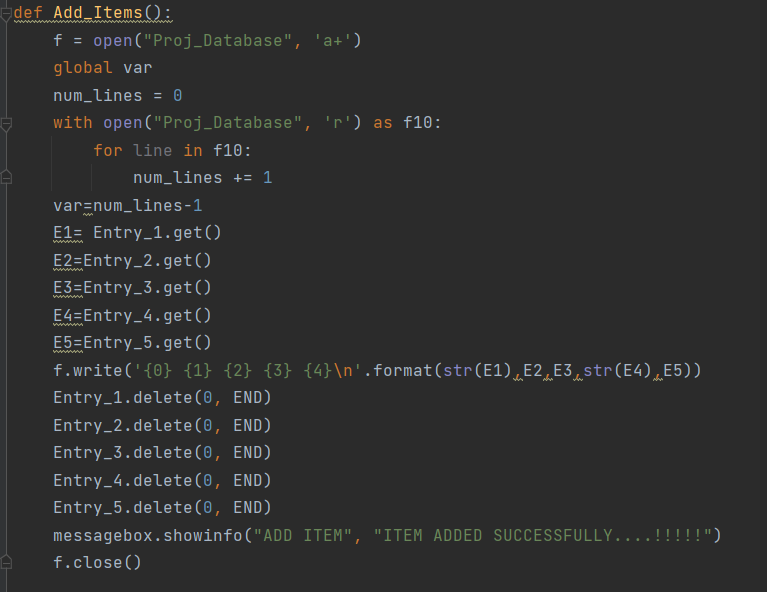 def Add_Items():
    f = open("Proj_Database", 'a+')
    global var
    num_lines = 0
    with open("Proj_Database", 'r') as f10:
        for line in f10:
            num_lines += 1
    var=num_lines-1
    E1= Entry_1.get()
    E2=Entry_2.get()
    E3=Entry_3.get()
    E4=Entry_4.get()
    E5=Entry_5.get()
    f.write('{0} {1} {2} {3} {4}\n'.format(str(E1),E2,E3,str(E4),E5))
    Entry_1.delete(0, END)
    Entry_2.delete(0, END)
    Entry_3.delete(0, END)
    Entry_4.delete(0, END)
    Entry_5.delete(0, END)
    messagebox.showinfo("ADD ITEM", "ITEM ADDED SUCCESSFULLY....!!!!!")
    f.close()